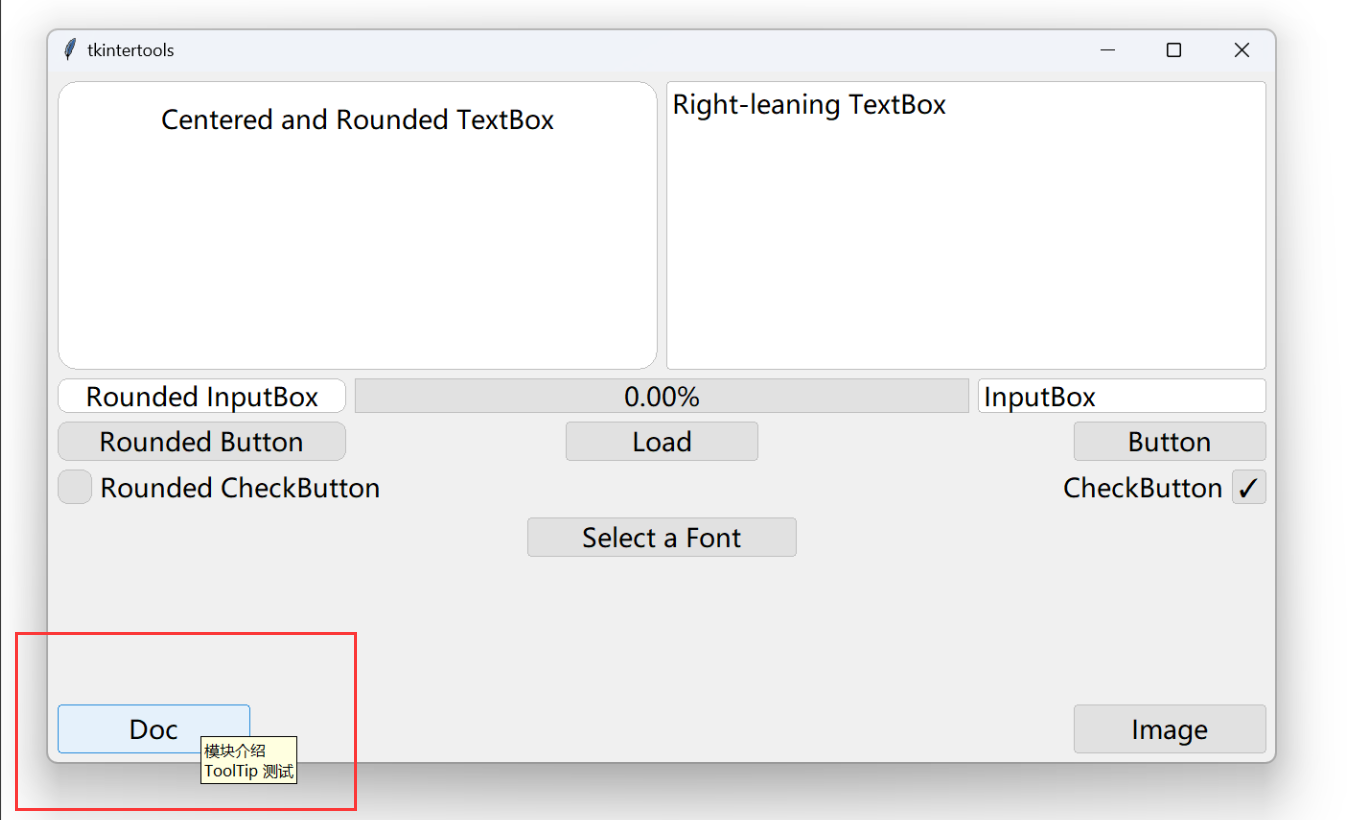 tkintertools
Centered and Rounded TextBox
Right-leaning TextBox
Rounded InputBox
0.00%
InputBox
Rounded Button
Load
Button
Rounded CheckButton
CheckButton ✓
Select a Font
Doc
Image
模块介绍
ToolTip 测试